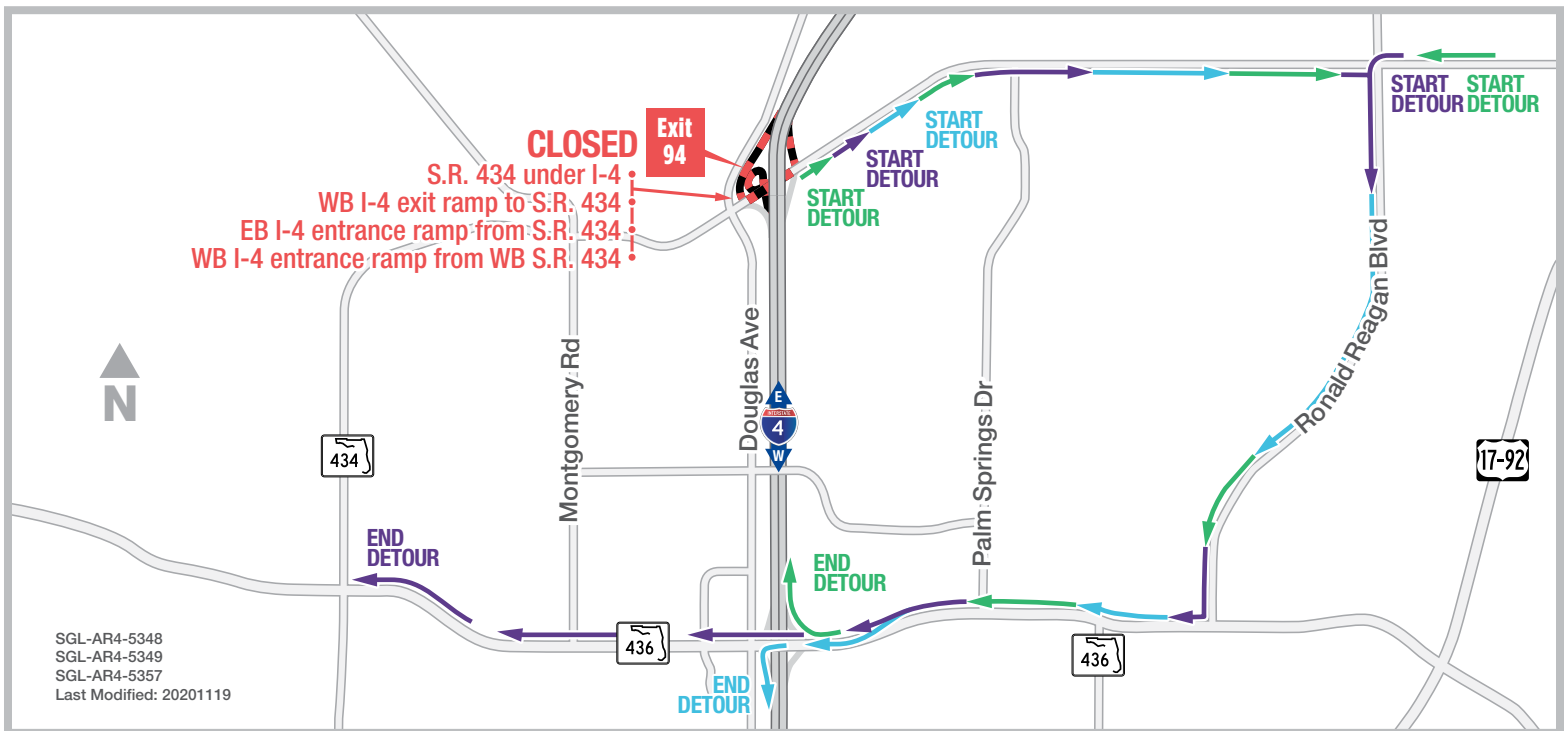 CLOSED
Exit
94
S.R. 434 under I-4
WB I-4 exit ramp to S.R. 434
EB I-4 entrance ramp from S.R. 434
WB I-4 entrance ramp from WB S.R. 434
START
DETOUR
START
DETOUR
START
DETOUR
START
DETOUR
START
DETOUR
N
434
Montgomery Rd
Douglas Ave
E
INTERSTATE
4
W
Palm Springs Dr
Ronald Reagan Blvd
17-92
END
DETOUR
END
DETOUR
436
436
END
DETOUR
SGL-AR4-5348
SGL-AR4-5349
SGL-AR4-5357
Last Modified: 20201119